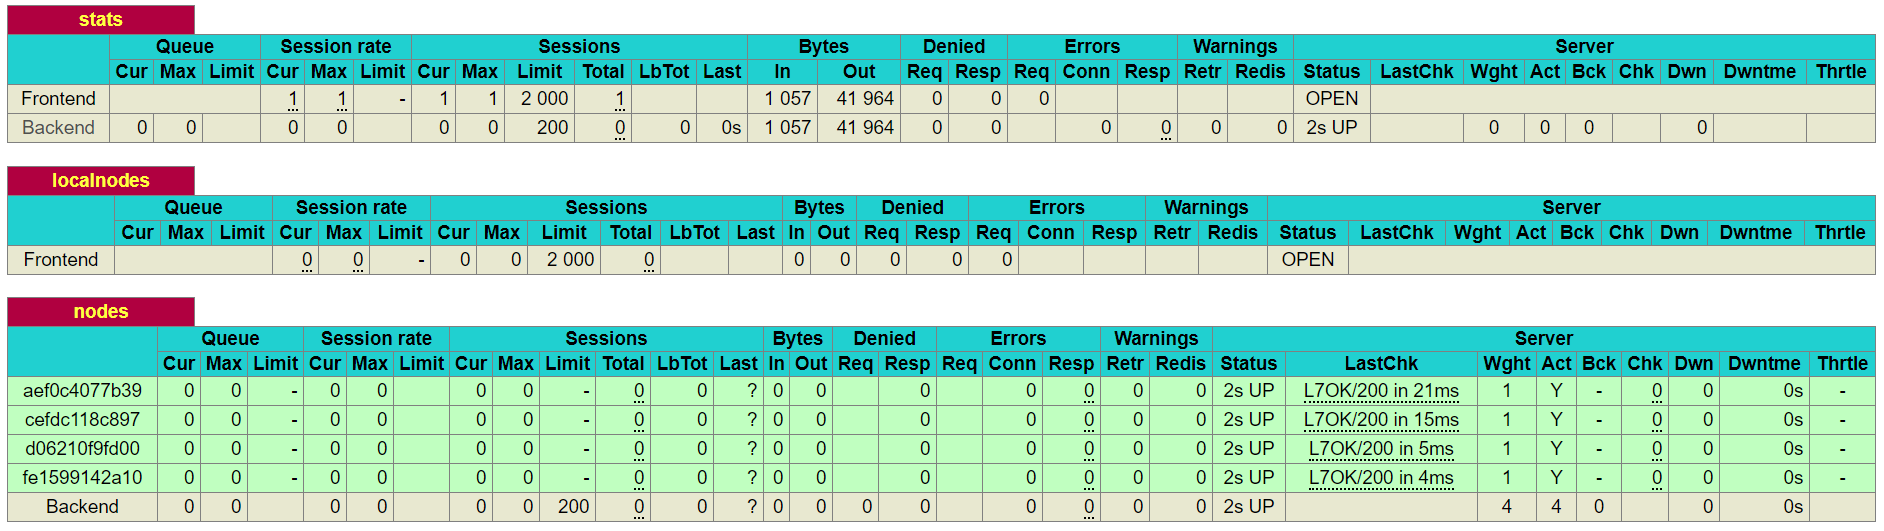 stats
Queue Session rate Sessions Bytes Denied Errors Warnings Server
Cur Max Limit Cur Max Limit Cur Max Limit Total LbTot Last In Out Req Resp Req Conn Resp Retr Redis Status LastChk Wght Act Bck Chk Dwn Dwntme Thrtle
Frontend 1 1 - 1 1 2 000 1 1 057 41 964 0 0 0 OPEN
Backend 0 0 0 0 0 0 200 0 0 0s 1 057 41 964 0 0 0 0 0 0 2s UP 0 0 0 0
localnodes
Queue Session rate Sessions Bytes Denied Errors Warnings Server
Cur Max Limit Cur Max Limit Cur Max Limit Total LbTot Last In Out Req Resp Req Conn Resp Retr Redis Status LastChk Wght Act Bck Chk Dwn Dwntme Thrtle
Frontend 0 0 - 0 0 2 000 0 0 0 0 0 0 OPEN
nodes
Queue Session rate Sessions Bytes Denied Errors Warnings Server
Cur Max Limit Cur Max Limit Cur Max Limit Total LbTot Last In Out Req Resp Req Conn Resp Retr Redis Status LastChk Wght Act Bck Chk Dwn Dwntme Thrtle
aef0c4077b39 0 0 - 0 0 0 0 - 0 0 ? 0 0 0 0 0 0 0 2s UP L7OK/200 in 21ms 1 Y - 0 0 0s -
cefdc118c897 0 0 - 0 0 0 0 - 0 0 ? 0 0 0 0 0 0 0 2s UP L7OK/200 in 15ms 1 Y - 0 0 0s -
d06210f9fd00 0 0 - 0 0 0 0 - 0 0 ? 0 0 0 0 0 0 0 2s UP L7OK/200 in 5ms 1 Y - 0 0 0s -
fe1599142a10 0 0 - 0 0 0 0 - 0 0 ? 0 0 0 0 0 0 0 2s UP L7OK/200 in 4ms 1 Y - 0 0 0s -
Backend 0 0 0 0 0 0 200 0 0 ? 0 0 0 0 0 0 0 0 2s UP 4 4 0 0 0s